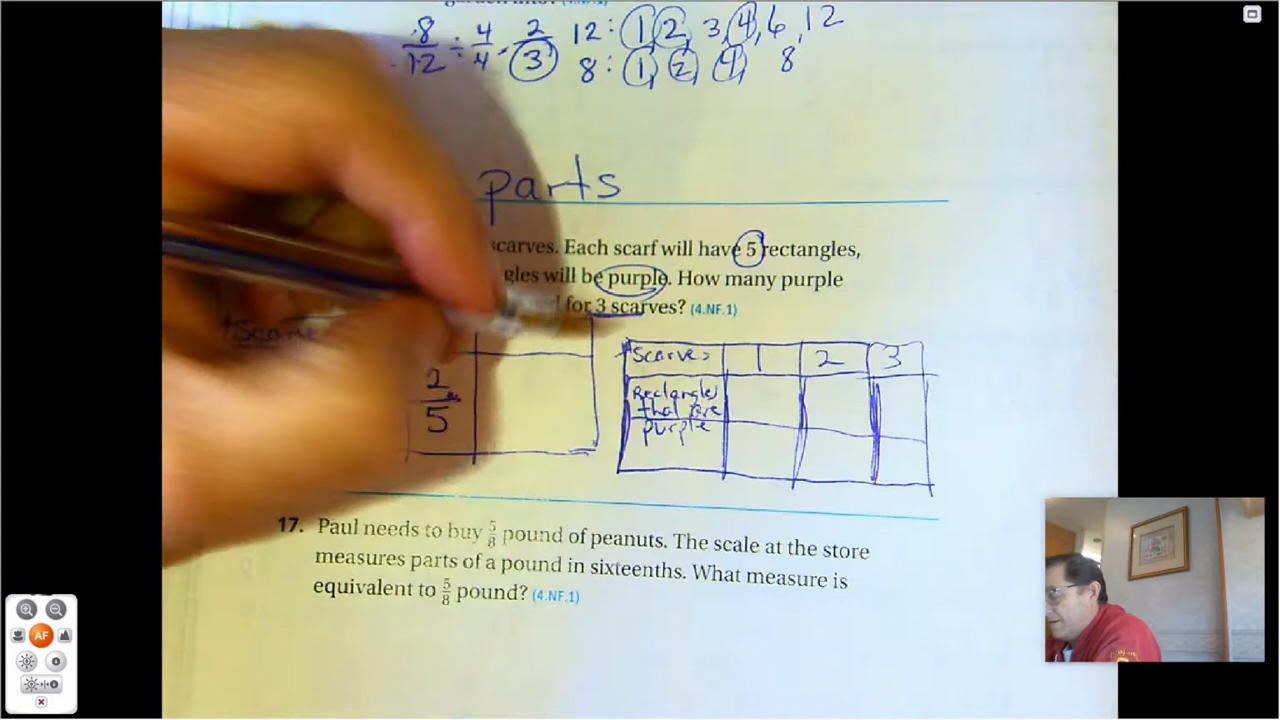 8/12 ÷ 4/4 2/3 12: 1, 2, 3, 4, 6, 12
8: 1, 2, 4, 8
parts
scarves. Each scarf will have 5 rectangles,
gles will be purple. How many purple
for 3 scarves? (4.NF.1)
Scarves 1 2 3
2/5
Rectangles
that are
purple
17. Paul needs to buy 5/8 pound of peanuts. The scale at the store
measures parts of a pound in sixteenths. What measure is
equivalent to 5/8 pound? (4.NF.1)
AF